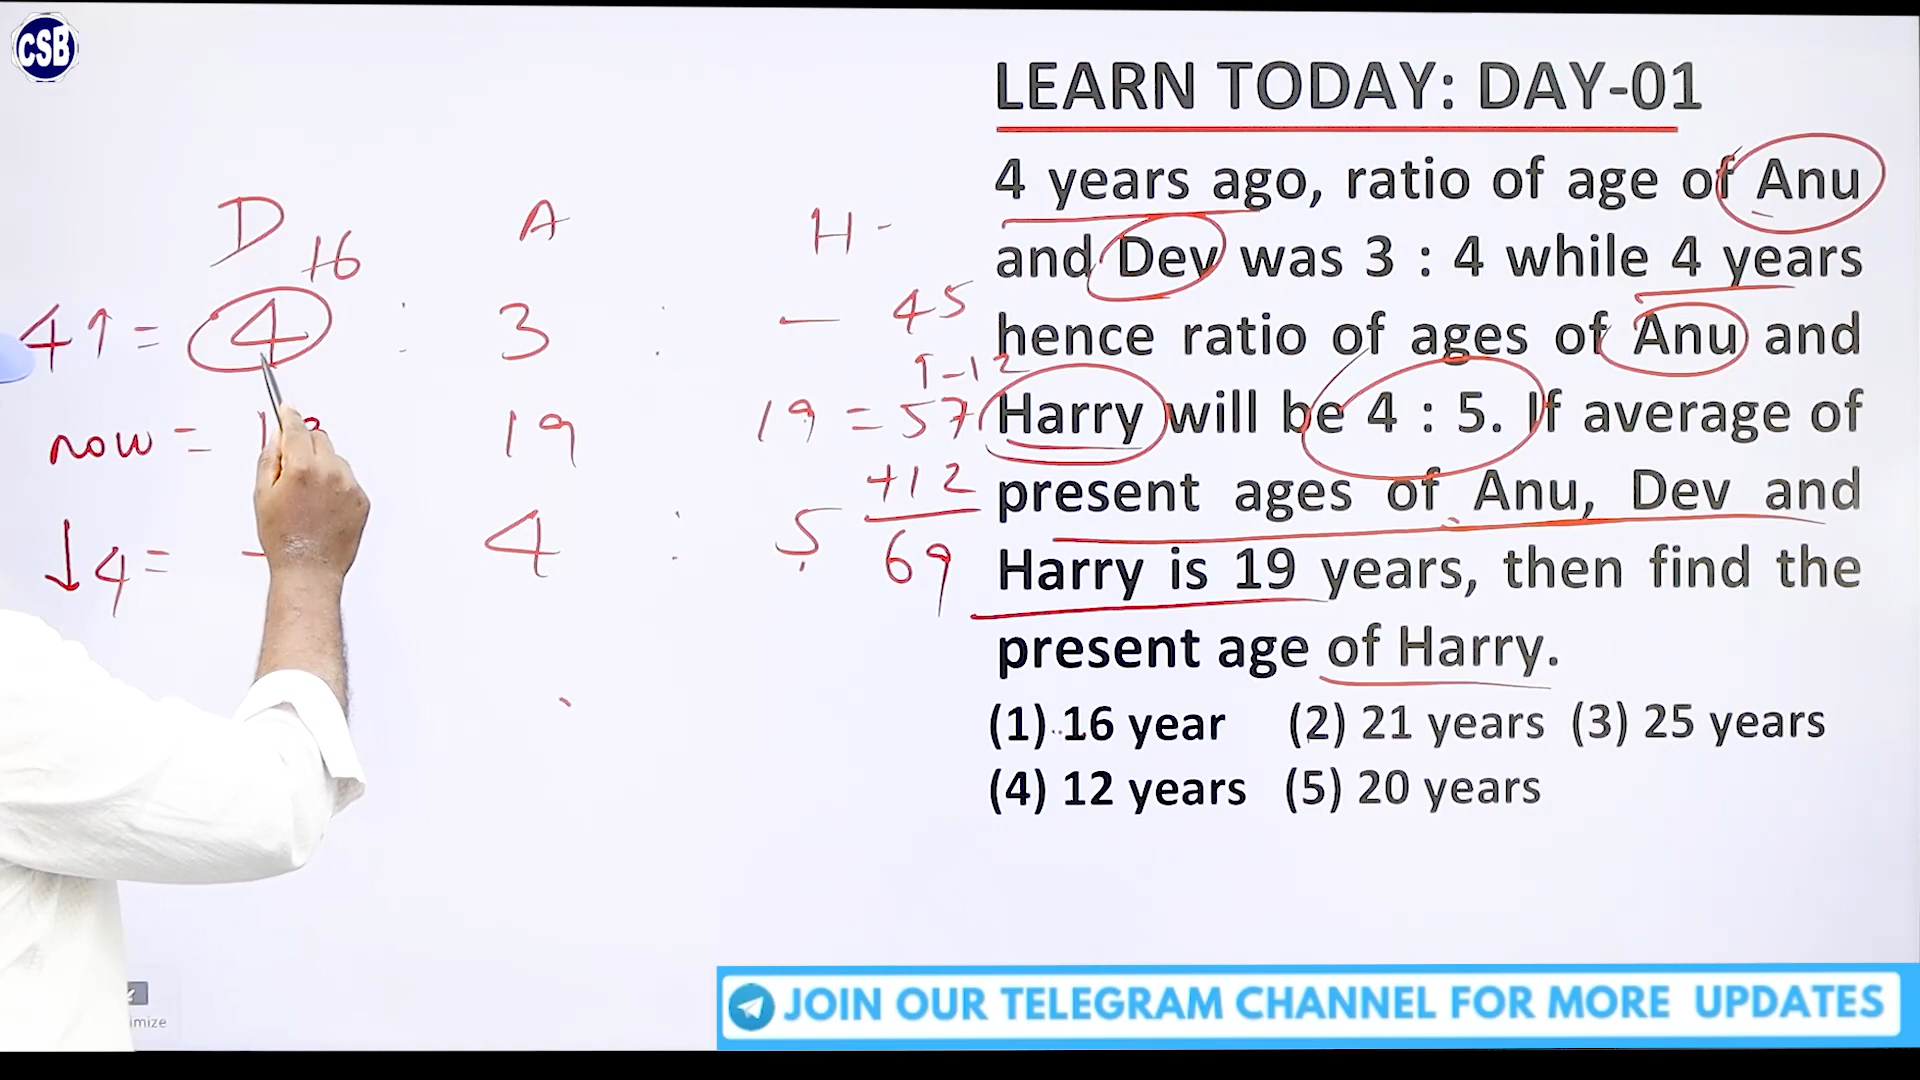 CSB
LEARN TODAY: DAY-01
4 years ago, ratio of age of Anu
and Dev was 3 : 4 while 4 years
hence ratio of ages of Anu and
Harry will be 4 : 5. If average of
present ages of Anu, Dev and
Harry is 19 years, then find the
present age of Harry.
(1) 16 year (2) 21 years (3) 25 years
(4) 12 years (5) 20 years
D A H -
16
4↑ = 4 : 3 : — 45
-12
now = 19 19 = 57
+12
↓4 = 4 : 5 69
JOIN OUR TELEGRAM CHANNEL FOR MORE UPDATES